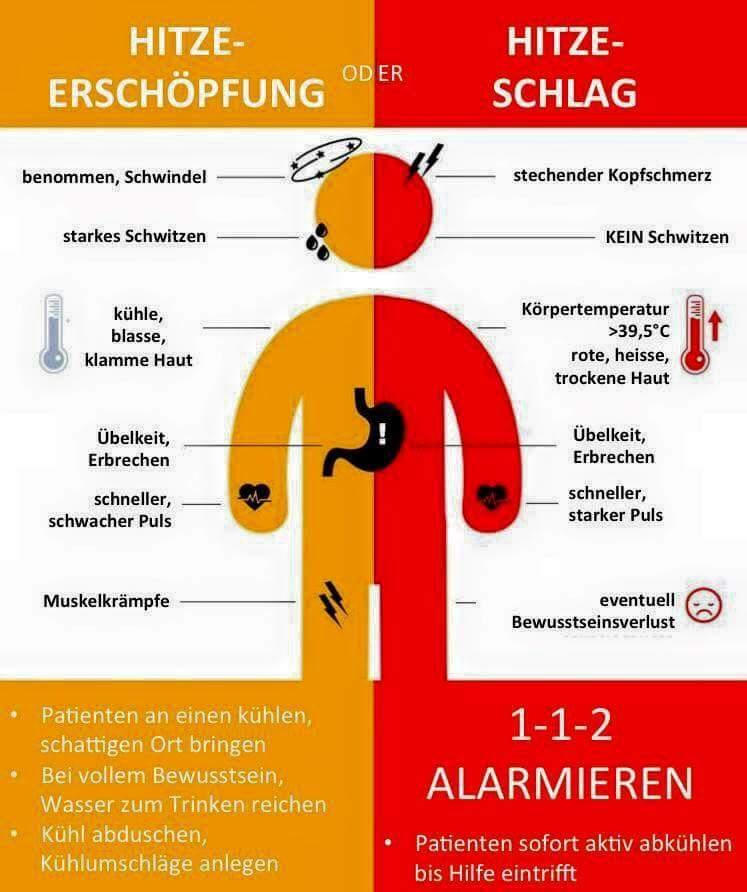 HITZE-
ERSCHÖPFUNG
ODER
HITZE-
SCHLAG
benommen, Schwindel
stechender Kopfschmerz
starkes Schwitzen
KEIN Schwitzen
kühle,
blasse,
klamme Haut
Körpertemperatur
>39,5°C
rote, heisse,
trockene Haut
!
Übelkeit,
Erbrechen
Übelkeit,
Erbrechen
schneller,
schwacher Puls
schneller,
starker Puls
Muskelkrämpfe
eventuell
Bewusstseinsverlust
• Patienten an einen kühlen,
schattigen Ort bringen
• Bei vollem Bewusstsein,
Wasser zum Trinken reichen
• Kühl abduschen,
Kühlumschläge anlegen
1-1-2
ALARMIEREN
• Patienten sofort aktiv abkühlen
bis Hilfe eintrifft